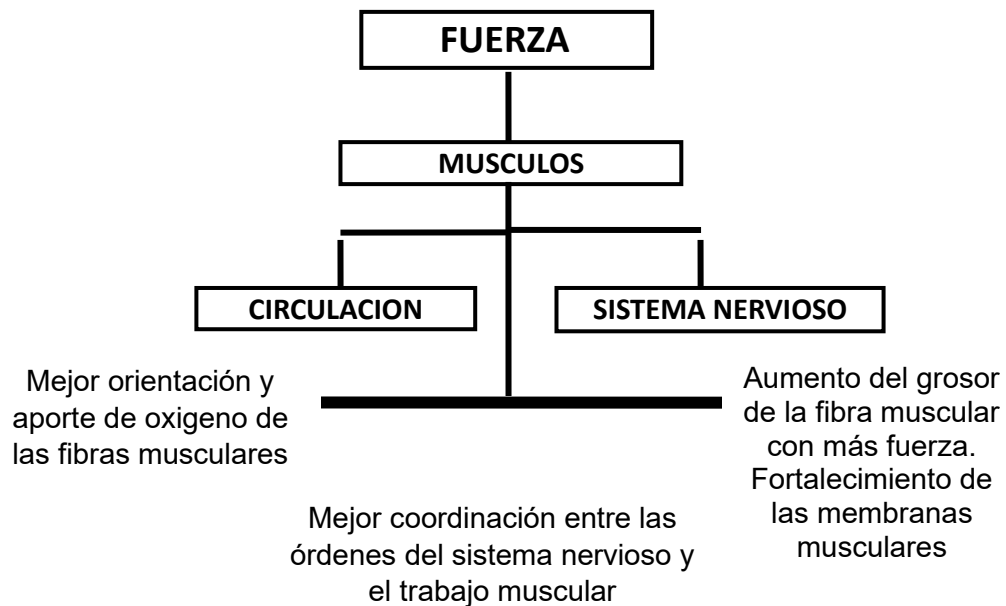 FUERZA
MUSCULOS
CIRCULACION
SISTEMA NERVIOSO
Mejor orientación y
aporte de oxigeno de
las fibras musculares
Mejor coordinación entre las
órdenes del sistema nervioso y
el trabajo muscular
Aumento del grosor
de la fibra muscular
con más fuerza.
Fortalecimiento de
las membranas
musculares